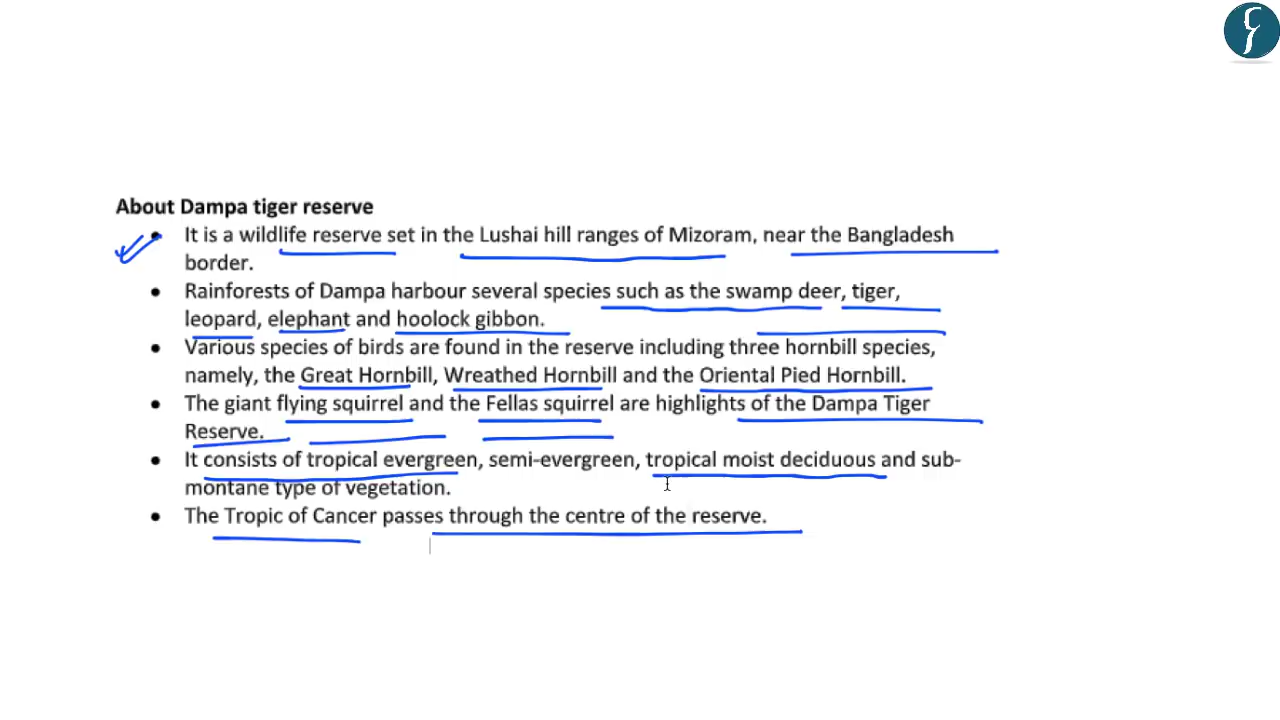 About Dampa tiger reserve
• It is a wildlife reserve set in the Lushai hill ranges of Mizoram, near the Bangladesh
border.
• Rainforests of Dampa harbour several species such as the swamp deer, tiger,
leopard, elephant and hoolock gibbon.
• Various species of birds are found in the reserve including three hornbill species,
namely, the Great Hornbill, Wreathed Hornbill and the Oriental Pied Hornbill.
• The giant flying squirrel and the Fellas squirrel are highlights of the Dampa Tiger
Reserve.
• It consists of tropical evergreen, semi-evergreen, tropical moist deciduous and sub-
montane type of vegetation.
• The Tropic of Cancer passes through the centre of the reserve.